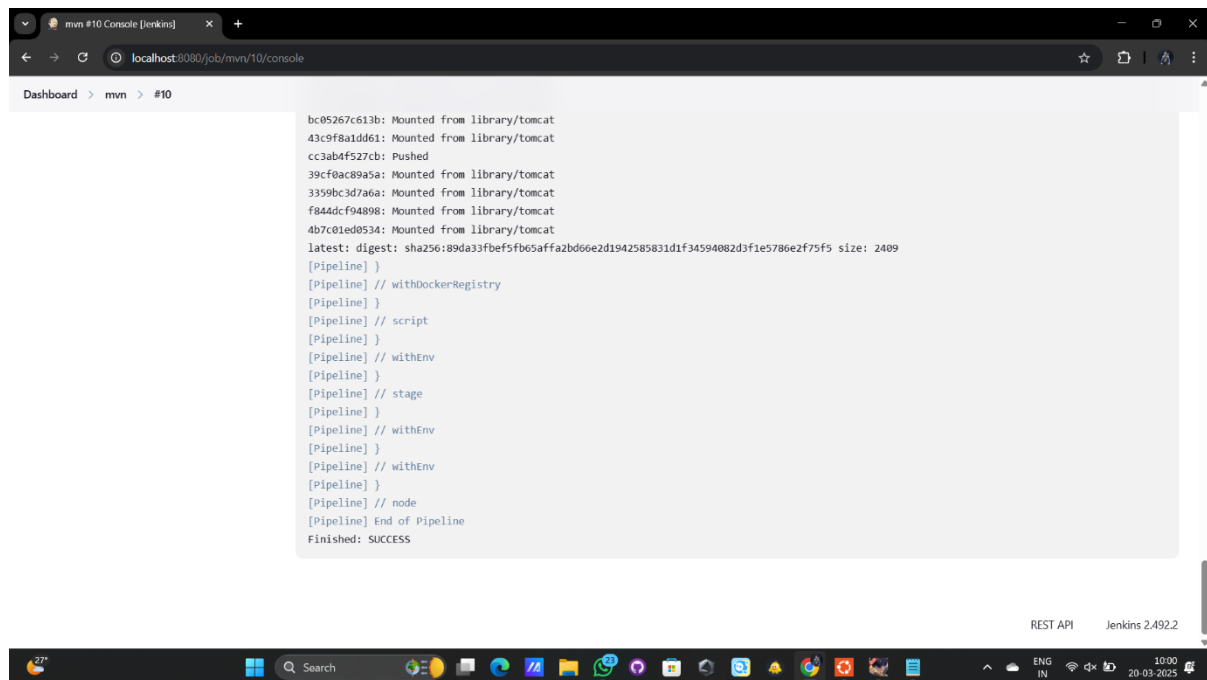 mvn #10 Console [Jenkins]
localhost:8080/job/mvn/10/console
Dashboard > mvn > #10
bc05267c613b: Mounted from library/tomcat
43c9f8a1dd61: Mounted from library/tomcat
cc3ab4f527cb: Pushed
39cf0ac89a5a: Mounted from library/tomcat
3359bc3d7a6a: Mounted from library/tomcat
f844dcf94898: Mounted from library/tomcat
4b7c01ed0534: Mounted from library/tomcat
latest: digest: sha256:89da33fbef5fb65affa2bd66e2d1942585831d1f34594082d3f1e5786e2f75f5 size: 2409
[Pipeline] }
[Pipeline] // withDockerRegistry
[Pipeline] }
[Pipeline] // script
[Pipeline] }
[Pipeline] // withEnv
[Pipeline] }
[Pipeline] // stage
[Pipeline] }
[Pipeline] // withEnv
[Pipeline] }
[Pipeline] // withEnv
[Pipeline] }
[Pipeline] // node
[Pipeline] End of Pipeline
Finished: SUCCESS
REST API Jenkins 2.492.2
27°
Search
23
ENG
IN
10:00
20-03-2025